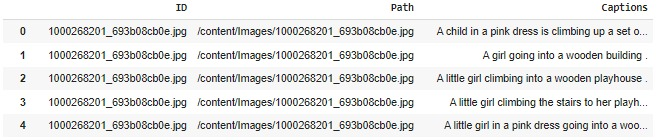 ID Path Captions
0 1000268201_693b08cb0e.jpg /content/Images/1000268201_693b08cb0e.jpg A child in a pink dress is climbing up a set o...
1 1000268201_693b08cb0e.jpg /content/Images/1000268201_693b08cb0e.jpg A girl going into a wooden building .
2 1000268201_693b08cb0e.jpg /content/Images/1000268201_693b08cb0e.jpg A little girl climbing into a wooden playhouse .
3 1000268201_693b08cb0e.jpg /content/Images/1000268201_693b08cb0e.jpg A little girl climbing the stairs to her playh...
4 1000268201_693b08cb0e.jpg /content/Images/1000268201_693b08cb0e.jpg A little girl in a pink dress going into a woo...